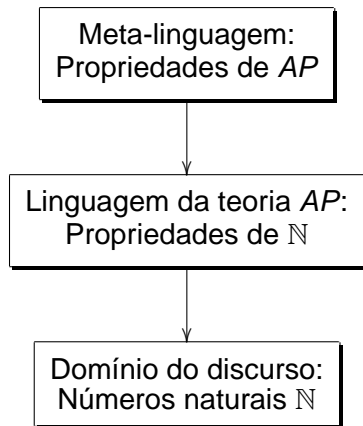 Meta-linguagem:
Propriedades de AP
Linguagem da teoria AP:
Propriedades de ℕ
Domínio do discurso:
Números naturais ℕ